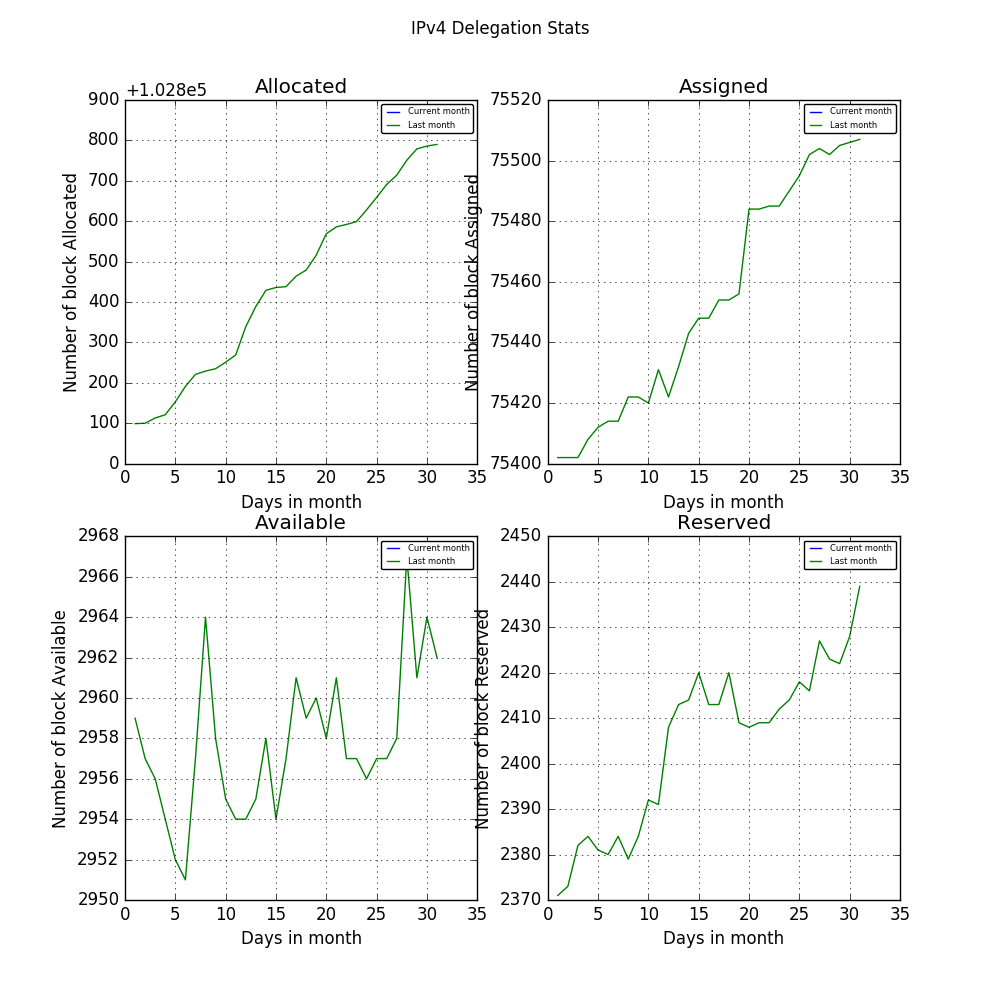 IPv4 Delegation Stats
Allocated
+1.028e5
Number of block Allocated
900
800
700
600
500
400
300
200
100
0
0 5 10 15 20 25 30 35
Days in month
Current month
Last month
Assigned
Number of block Assigned
75520
75500
75480
75460
75440
75420
75400
0 5 10 15 20 25 30 35
Days in month
Current month
Last month
Available
Number of block Available
2968
2966
2964
2962
2960
2958
2956
2954
2952
2950
0 5 10 15 20 25 30 35
Days in month
Current month
Last month
Reserved
Number of block Reserved
2450
2440
2430
2420
2410
2400
2390
2380
2370
0 5 10 15 20 25 30 35
Days in month
Current month
Last month